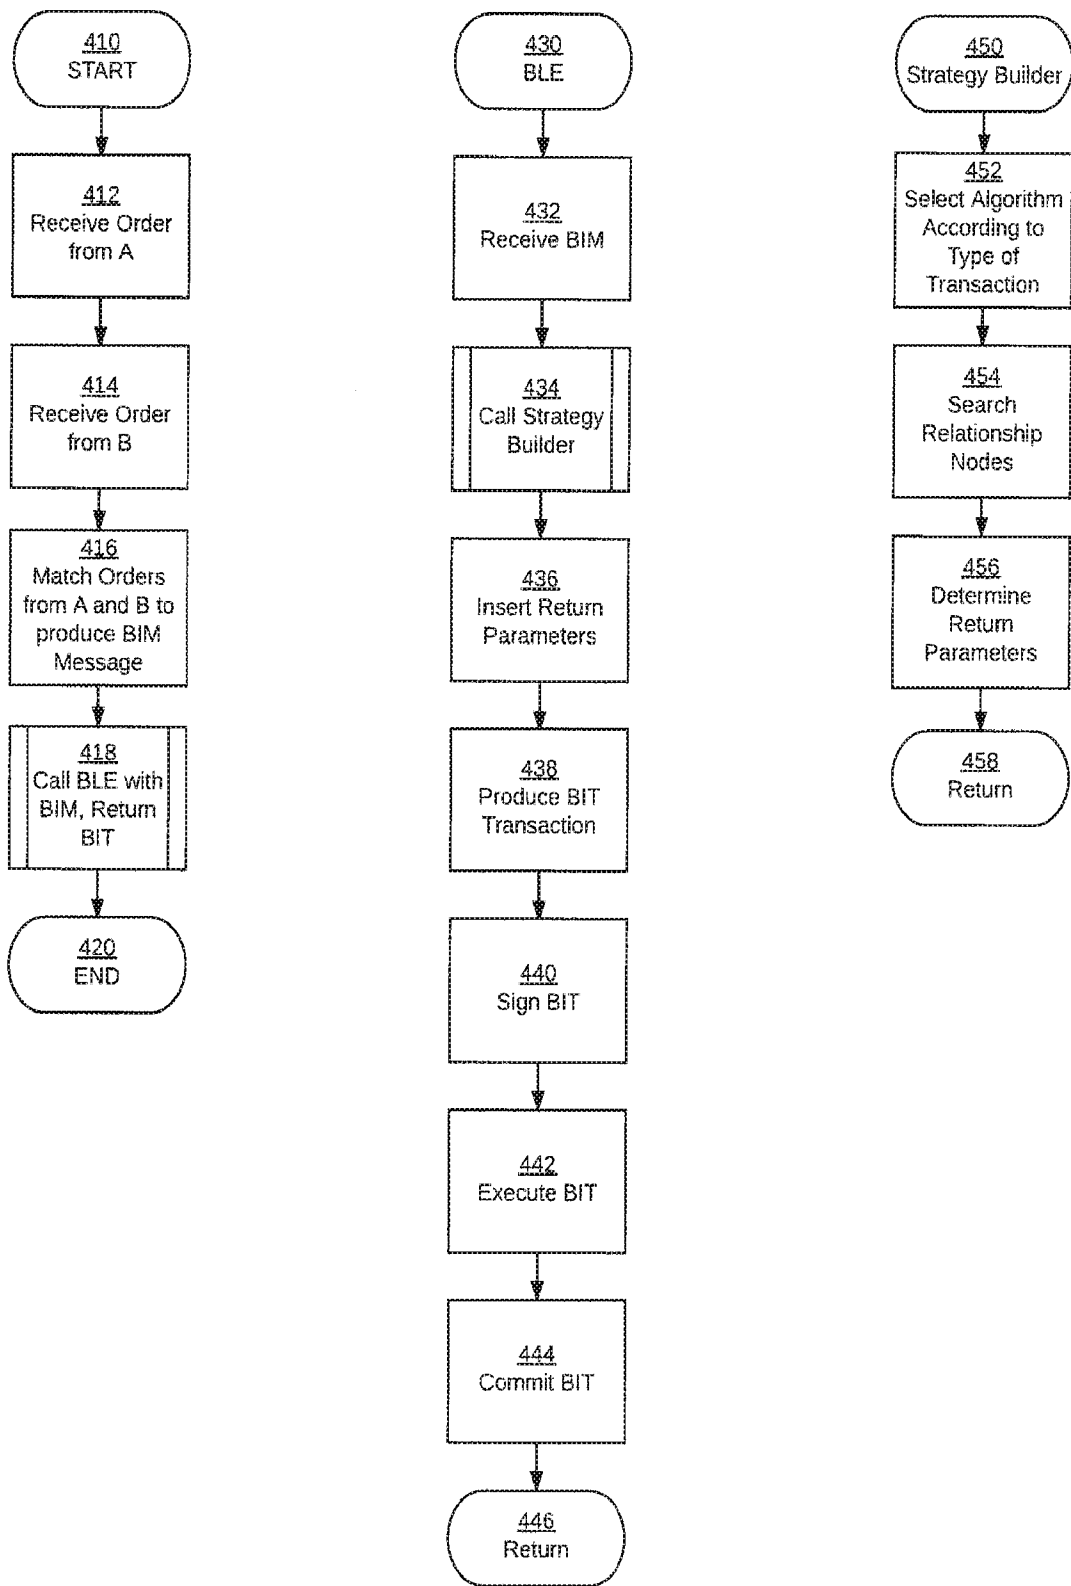 410
START
412
Receive Order
from A
414
Receive Order
from B
416
Match Orders
from A and B to
produce BIM
Message
418
Call BLE with
BIM, Return
BIT
420
END
430
BLE
432
Receive BIM
434
Call Strategy
Builder
436
Insert Return
Parameters
438
Produce BIT
Transaction
440
Sign BIT
442
Execute BIT
444
Commit BIT
446
Return
450
Strategy Builder
452
Select Algorithm
According to
Type of
Transaction
454
Search
Relationship
Nodes
456
Determine
Return
Parameters
458
Return